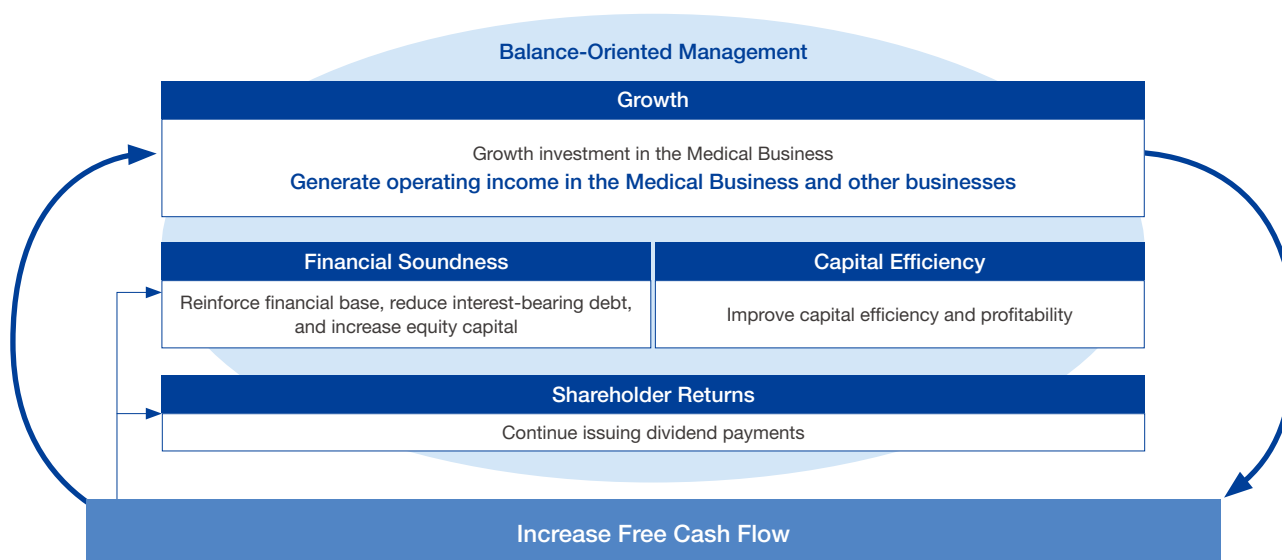 Balance-Oriented Management
Growth
Growth investment in the Medical Business
Generate operating income in the Medical Business and other businesses
Financial Soundness
Reinforce financial base, reduce interest-bearing debt,
and increase equity capital
Capital Efficiency
Improve capital efficiency and profitability
Shareholder Returns
Continue issuing dividend payments
Increase Free Cash Flow